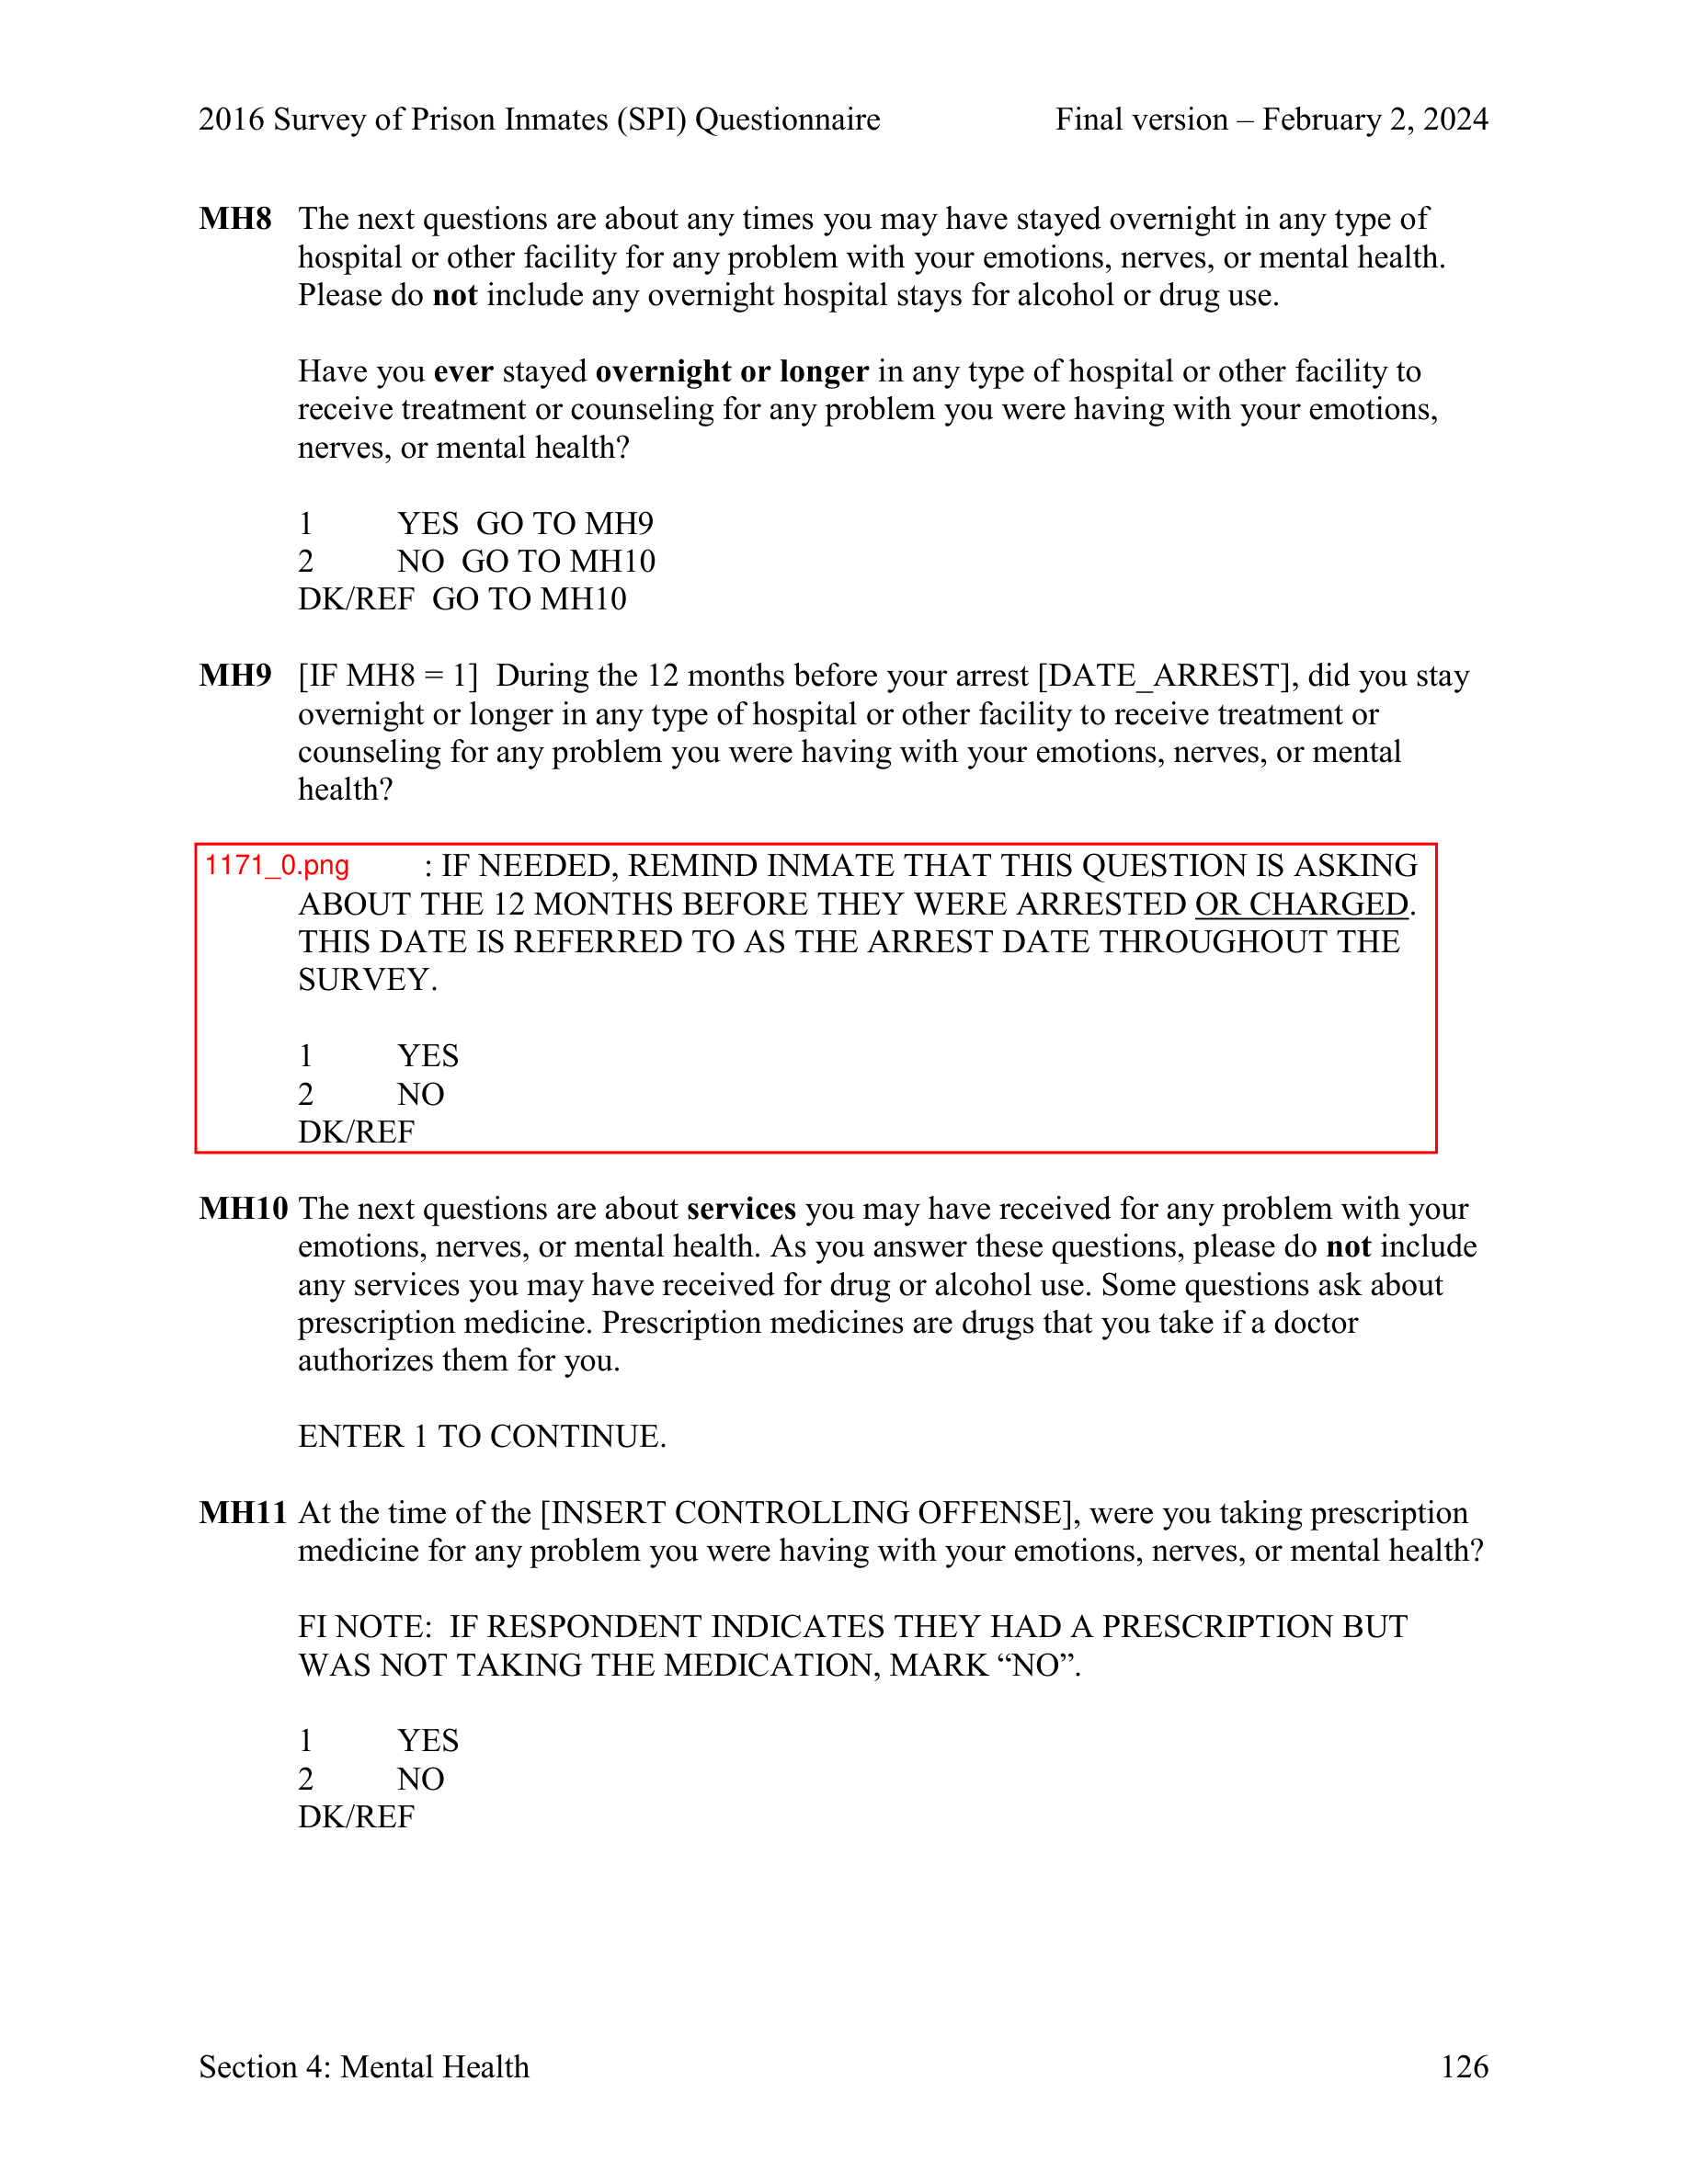 2016 Survey of Prison Inmates (SPI) Questionnaire Final version – February 2, 2024
MH8 The next questions are about any times you may have stayed overnight in any type of
hospital or other facility for any problem with your emotions, nerves, or mental health.
Please do not include any overnight hospital stays for alcohol or drug use.
Have you ever stayed overnight or longer in any type of hospital or other facility to
receive treatment or counseling for any problem you were having with your emotions,
nerves, or mental health?
1 YES GO TO MH9
2 NO GO TO MH10
DK/REF GO TO MH10
MH9 [IF MH8 = 1] During the 12 months before your arrest [DATE_ARREST], did you stay
overnight or longer in any type of hospital or other facility to receive treatment or
counseling for any problem you were having with your emotions, nerves, or mental
health?
1171_0.png : IF NEEDED, REMIND INMATE THAT THIS QUESTION IS ASKING
ABOUT THE 12 MONTHS BEFORE THEY WERE ARRESTED OR CHARGED.
THIS DATE IS REFERRED TO AS THE ARREST DATE THROUGHOUT THE
SURVEY.
1 YES
2 NO
DK/REF
MH10 The next questions are about services you may have received for any problem with your
emotions, nerves, or mental health. As you answer these questions, please do not include
any services you may have received for drug or alcohol use. Some questions ask about
prescription medicine. Prescription medicines are drugs that you take if a doctor
authorizes them for you.
ENTER 1 TO CONTINUE.
MH11 At the time of the [INSERT CONTROLLING OFFENSE], were you taking prescription
medicine for any problem you were having with your emotions, nerves, or mental health?
FI NOTE: IF RESPONDENT INDICATES THEY HAD A PRESCRIPTION BUT
WAS NOT TAKING THE MEDICATION, MARK “NO”.
1 YES
2 NO
DK/REF
Section 4: Mental Health 126